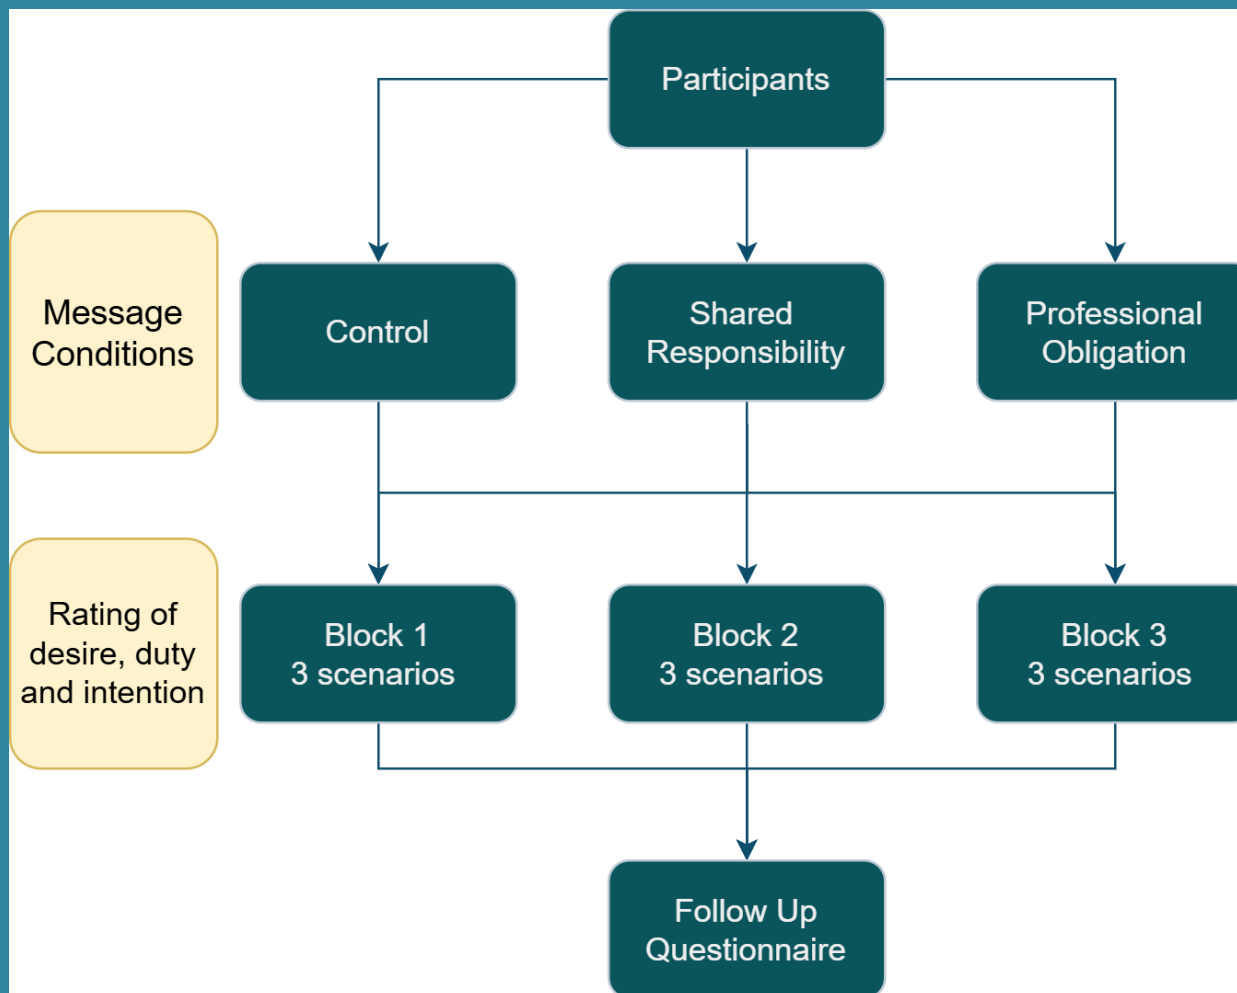 Participants
Message
Conditions
Control
Shared
Responsibility
Professional
Obligation
Rating of
desire, duty
and intention
Block 1
3 scenarios
Block 2
3 scenarios
Block 3
3 scenarios
Follow Up
Questionnaire